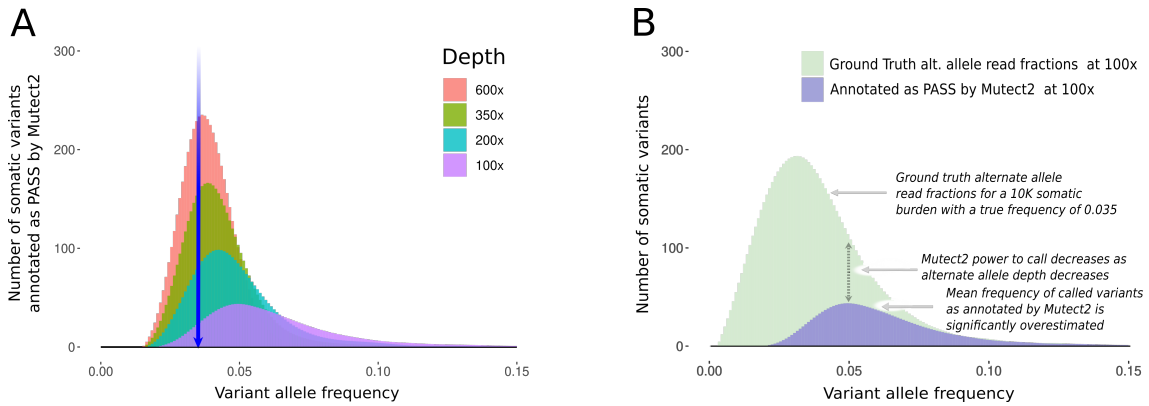 A
Number of somatic variants
annotated as PASS by Mutect2
300
200
100
0
0.00
0.05
0.10
0.15
Variant allele frequency
Depth
600x
350x
200x
100x
B
Number of somatic variants
300
200
100
0
0.00
0.05
0.10
0.15
Variant allele frequency
Ground Truth alt. allele read fractions at 100x
Annotated as PASS by Mutect2 at 100x
Ground truth alternate allele
read fractions for a 10K somatic
burden with a true frequency of 0.035
Mutect2 power to call decreases as
alternate allele depth decreases
Mean frequency of called variants
as annotated by Mutect2 is
significantly overestimated